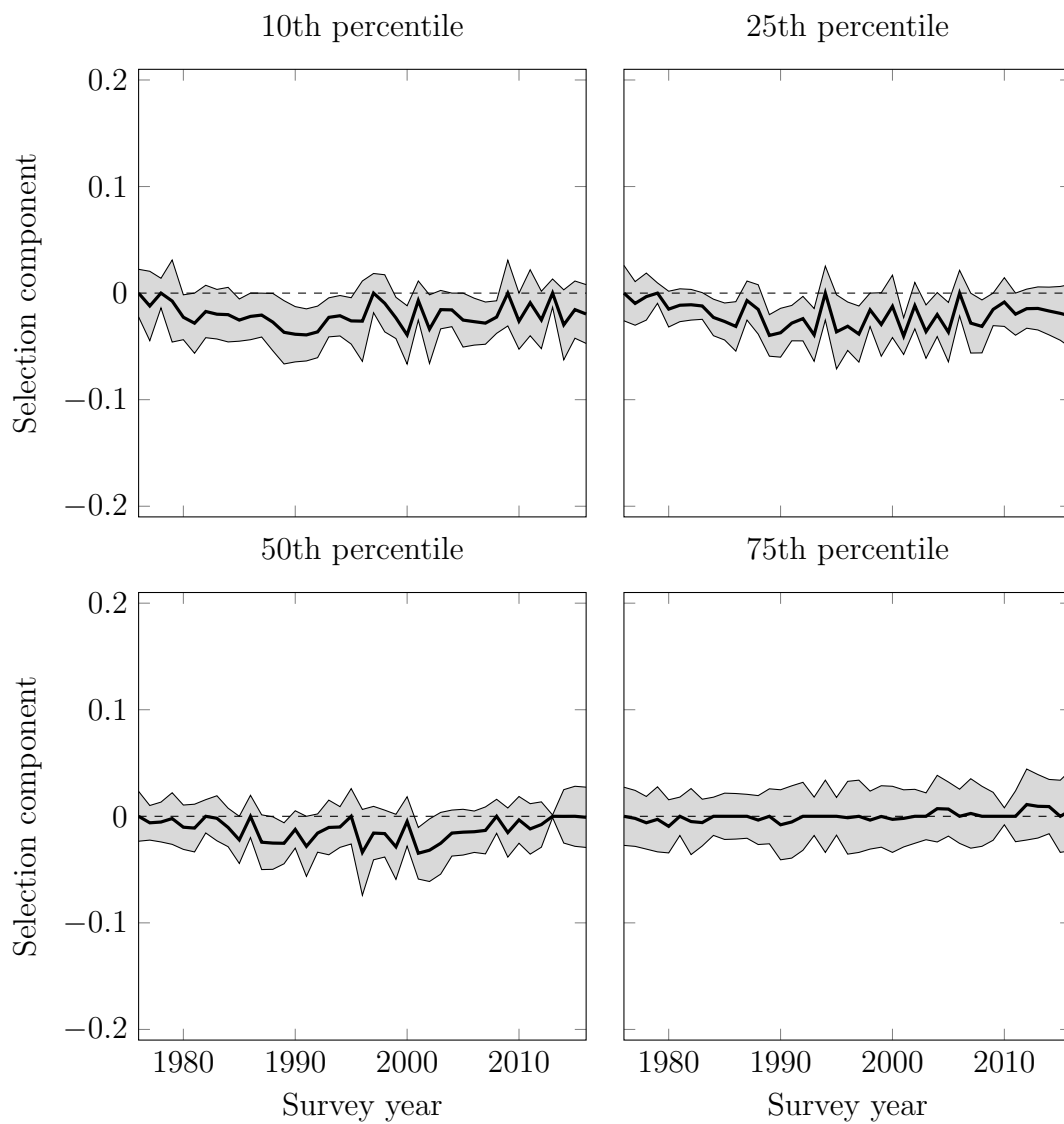 10th percentile
25th percentile
Selection component
0.2
0.1
0
−0.1
−0.2
50th percentile
75th percentile
Selection component
0.2
0.1
0
−0.1
−0.2
1980 1990 2000 2010
1980 1990 2000 2010
Survey year
Survey year